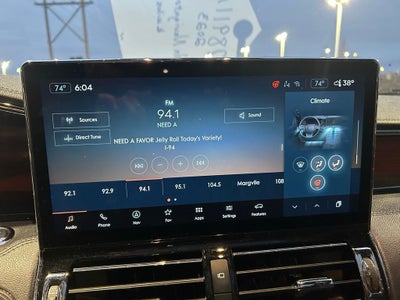 74° 6:04
74° 38°
FM
94.1
NEED A
Sources
Sound
Direct Tune
NEED A FAVOR Jelly Roll Today's Variety!
I-94
Climate
92.1 92.9 94.1 95.1 104.5 Margville 108
Audio Phone Nav Fav Apps Settings Features